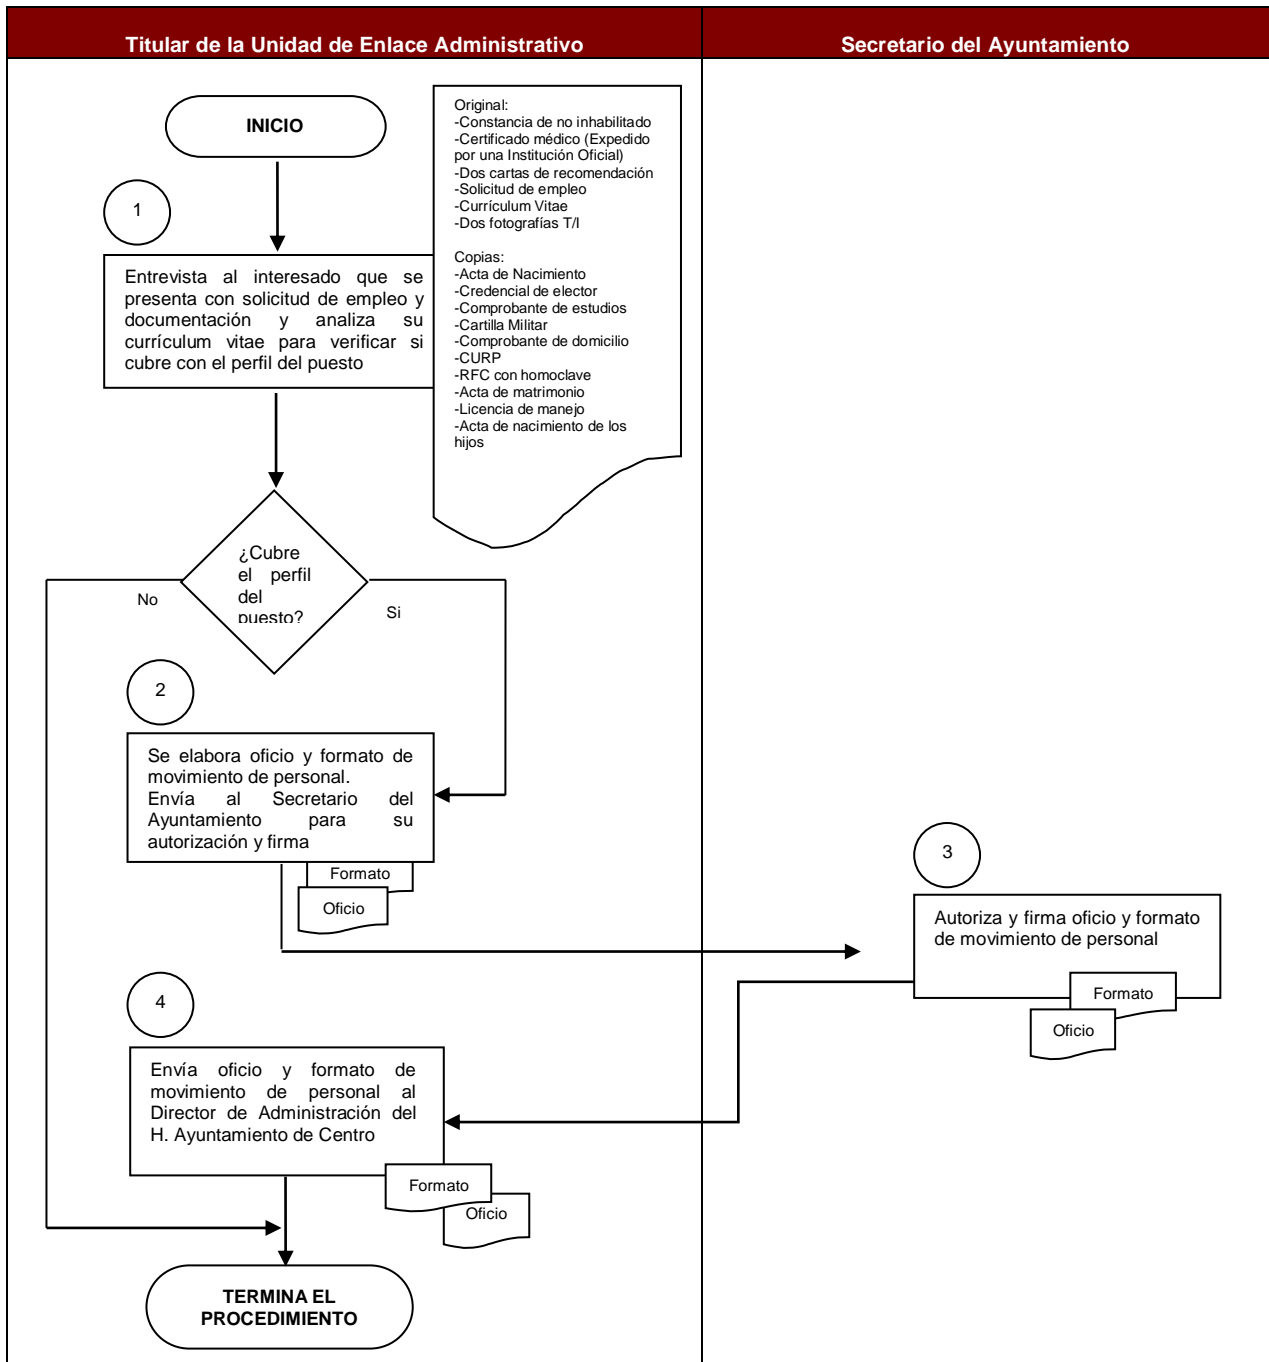 Titular de la Unidad de Enlace Administrativo
Secretario del Ayuntamiento
INICIO
Original:
-Constancia de no inhabilitado
-Certificado médico (Expedido
por una Institución Oficial)
-Dos cartas de recomendación
-Solicitud de empleo
-Currículum Vitae
-Dos fotografías T/I
Copias:
-Acta de Nacimiento
-Credencial de elector
-Comprobante de estudios
-Cartilla Militar
-Comprobante de domicilio
-CURP
-RFC con homoclave
-Acta de matrimonio
-Licencia de manejo
-Acta de nacimiento de los
hijos
1
Entrevista al interesado que se
presenta con solicitud de empleo y
documentación y analiza su
currículum vitae para verificar si
cubre con el perfil del puesto
¿Cubre
el perfil
del
puesto?
No
Si
2
Se elabora oficio y formato de
movimiento de personal.
Envía al Secretario del
Ayuntamiento para su
autorización y firma
Formato
Oficio
3
Autoriza y firma oficio y formato
de movimiento de personal
Formato
Oficio
4
Envía oficio y formato de
movimiento de personal al
Director de Administración del
H. Ayuntamiento de Centro
Formato
Oficio
TERMINA EL
PROCEDIMIENTO